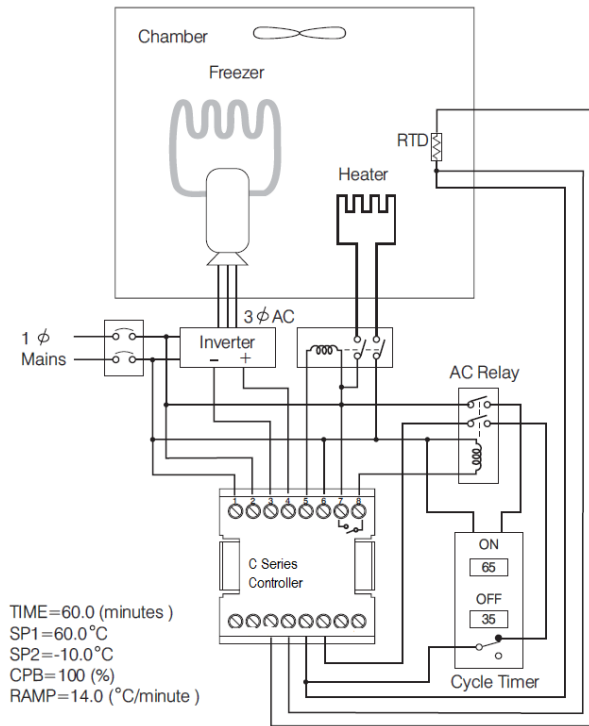 Chamber
Freezer
RTD
Heater
3 ϕ AC
1 ϕ
Mains
Inverter
− +
AC Relay
1 2 3 4 5 6 7 8
C Series
Controller
ON
65
OFF
35
Cycle Timer
TIME=60.0 (minutes )
SP1=60.0°C
SP2=-10.0°C
CPB=100 (%)
RAMP=14.0 (°C/minute )